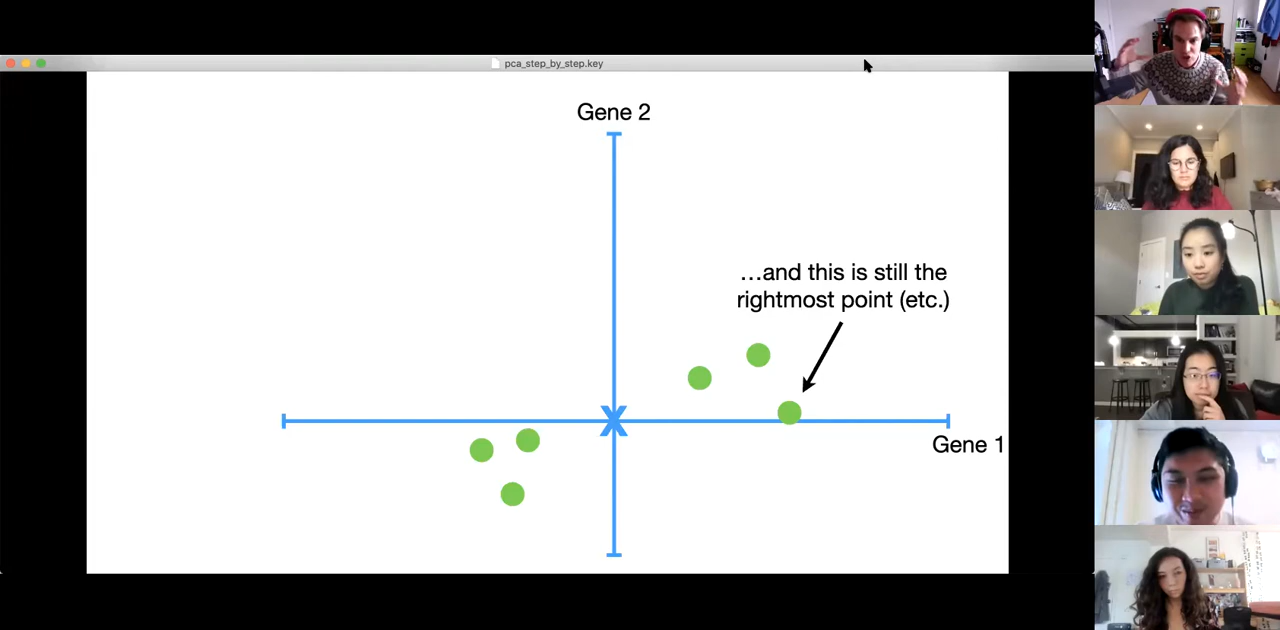 pca_step_by_step.key
Gene 2
…and this is still the
rightmost point (etc.)
Gene 1